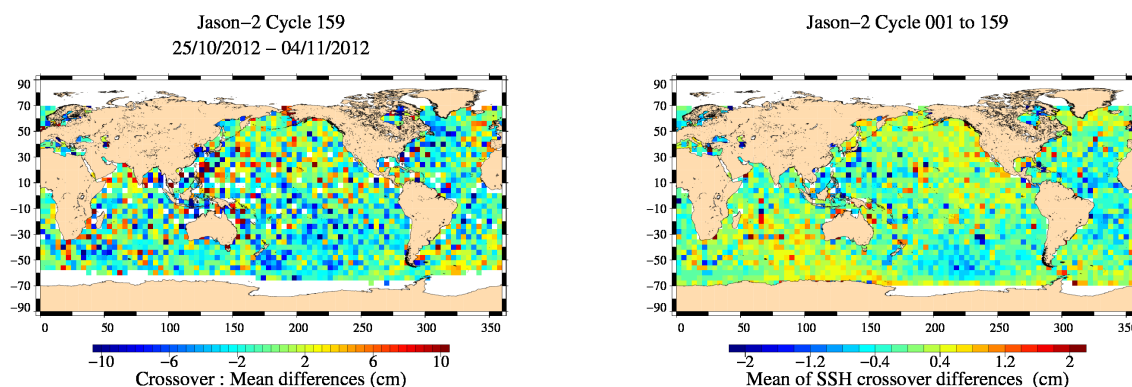 Jason−2 Cycle 159
25/10/2012 − 04/11/2012
90
70
50
30
10
−10
−30
−50
−70
−90
0 50 100 150 200 250 300 350
−10 −6 −2 2 6 10
Crossover : Mean differences (cm)
Jason−2 Cycle 001 to 159
90
70
50
30
10
−10
−30
−50
−70
−90
0 50 100 150 200 250 300 350
−2 −1.2 −0.4 0.4 1.2 2
Mean of SSH crossover differences (cm)